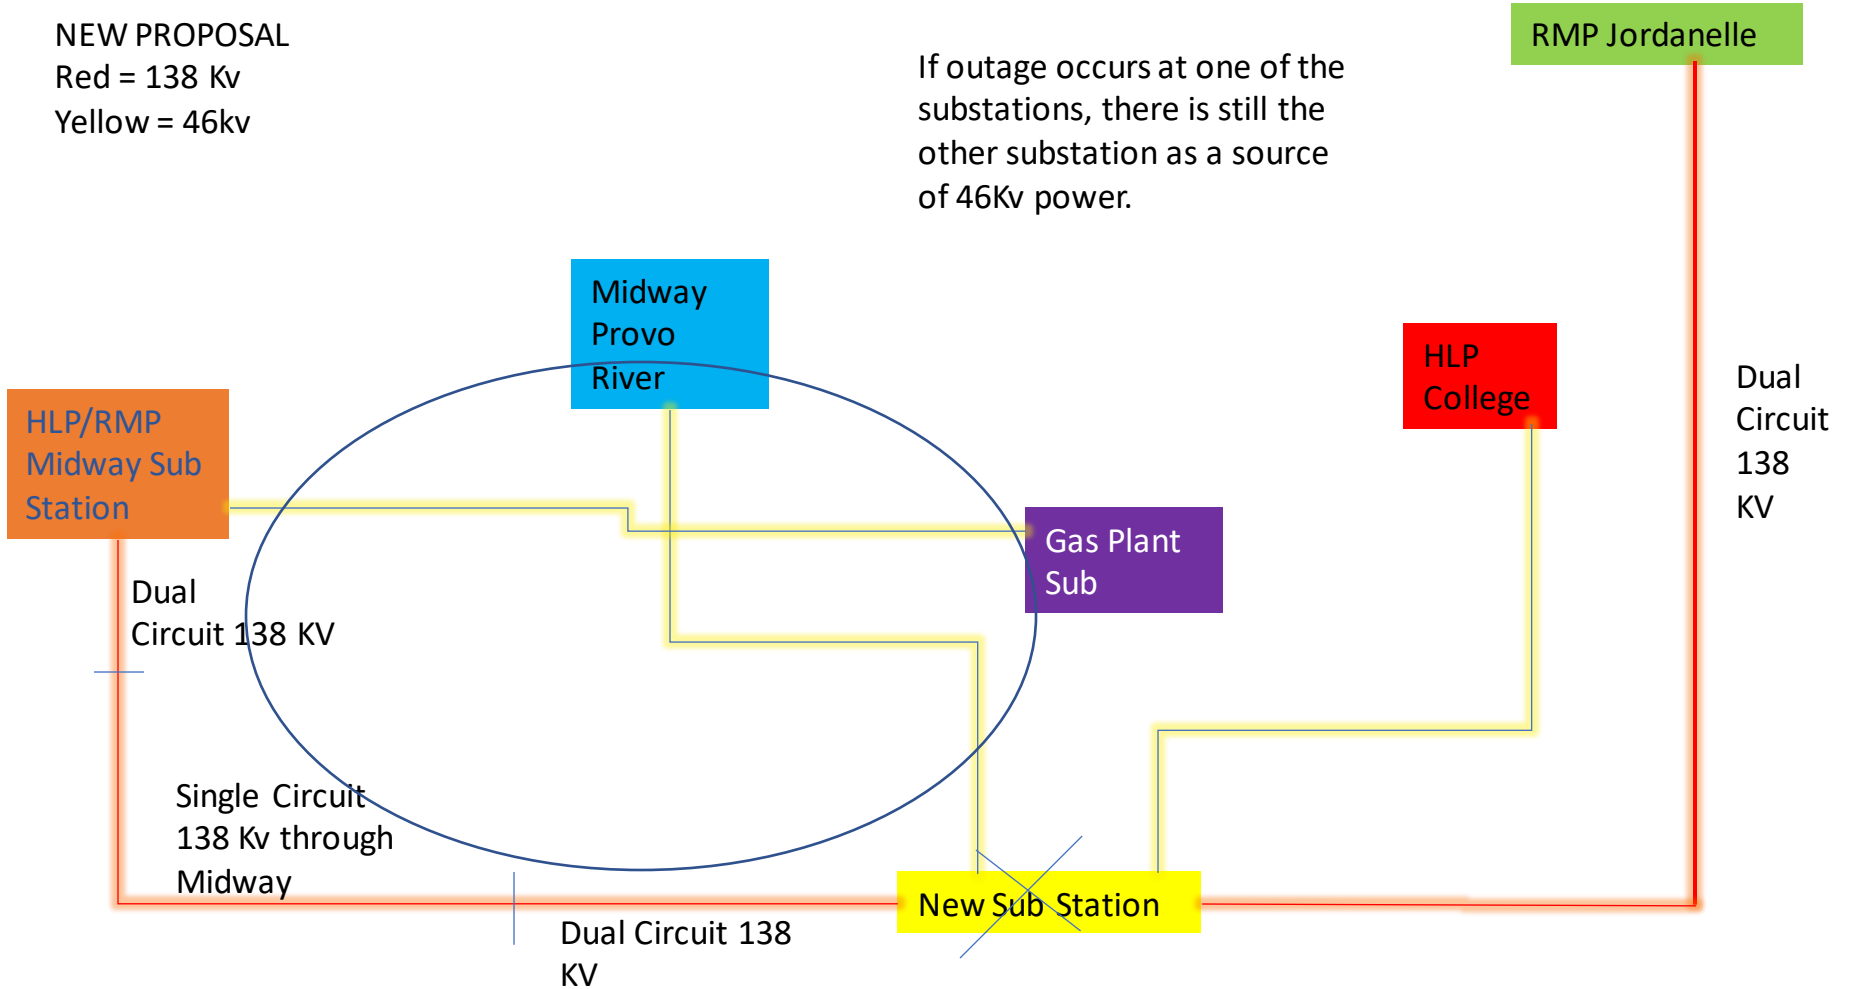 NEW PROPOSAL
Red = 138 Kv
Yellow = 46kv
If outage occurs at one of the
substations, there is still the
other substation as a source
of 46Kv power.
RMP Jordanelle
Midway
Provo
River
HLP
College
Dual
Circuit
138
KV
HLP/RMP
Midway Sub
Station
Gas Plant
Sub
Dual
Circuit 138 KV
Single Circuit
138 Kv through
Midway
New Sub Station
Dual Circuit 138
KV